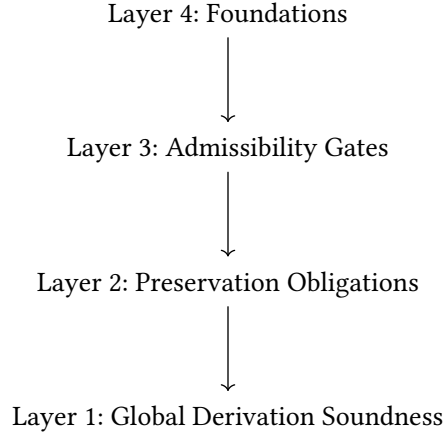 Layer 4: Foundations
Layer 3: Admissibility Gates
Layer 2: Preservation Obligations
Layer 1: Global Derivation Soundness